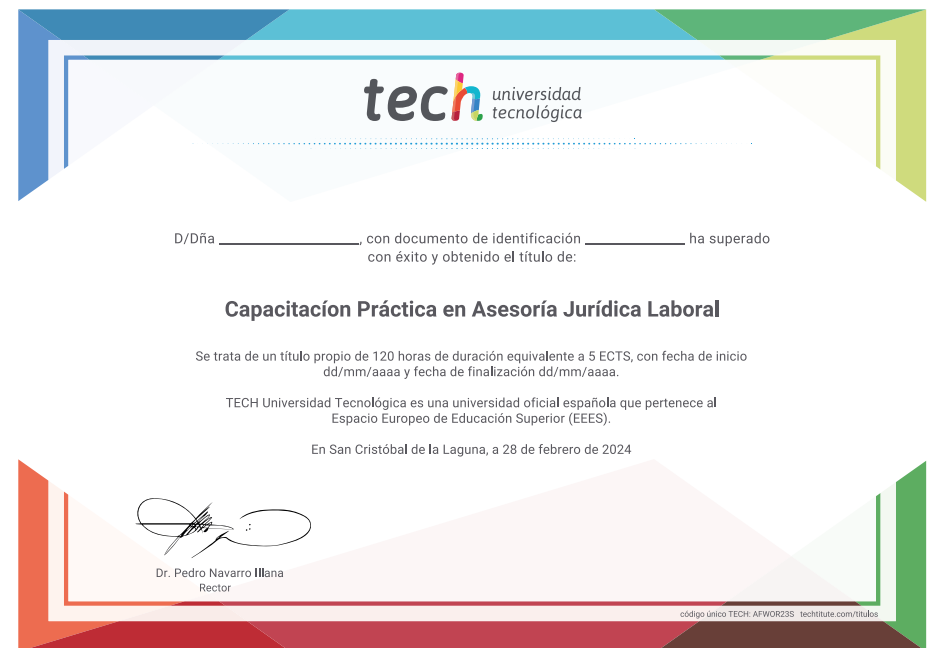 tech universidad
tecnológica
D/Dña ____________________, con documento de identificación ______________ ha superado
con éxito y obtenido el título de:
Capacitacíon Práctica en Asesoría Jurídica Laboral
Se trata de un título propio de 120 horas de duración equivalente a 5 ECTS, con fecha de inicio
dd/mm/aaaa y fecha de finalización dd/mm/aaaa.
TECH Universidad Tecnológica es una universidad oficial española que pertenece al
Espacio Europeo de Educación Superior (EEES).
En San Cristóbal de la Laguna, a 28 de febrero de 2024
Dr. Pedro Navarro Illana
Rector
código único TECH: AFWOR23S techtitute.com/titulos